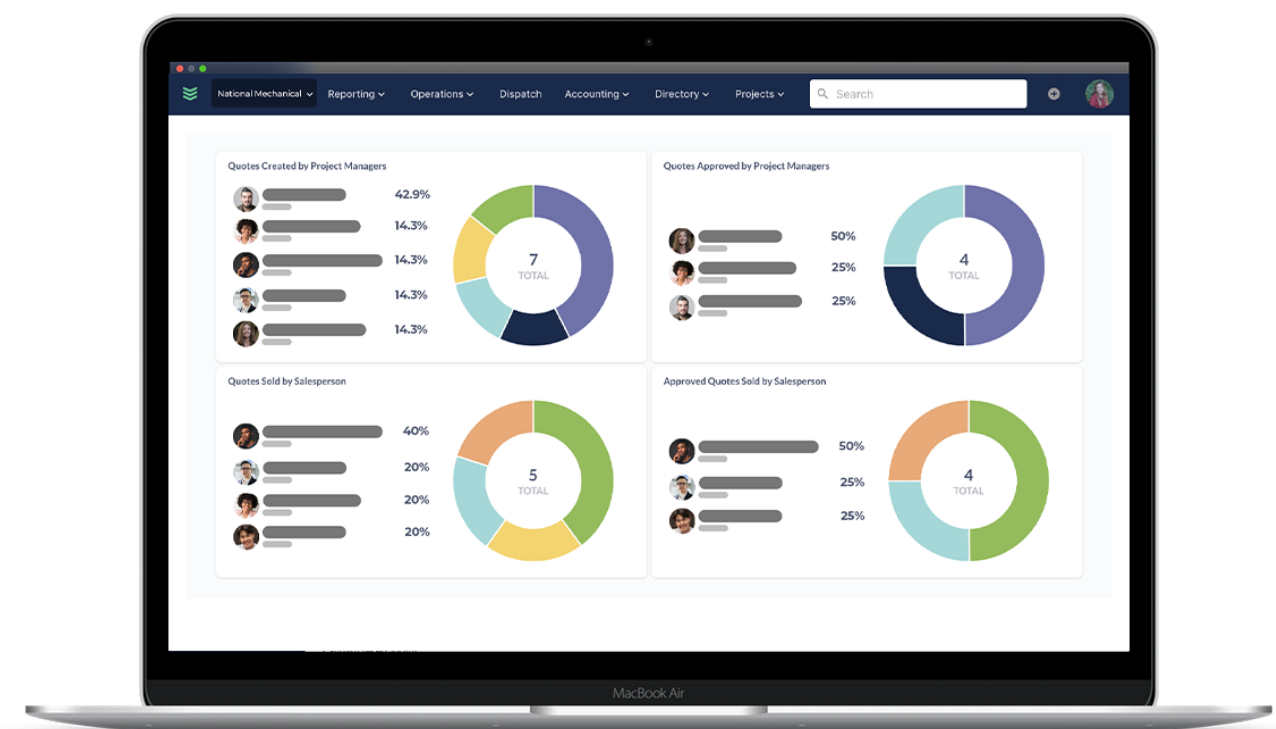 National Mechanical Reporting Operations Dispatch Accounting Directory Projects Search
Quotes Created by Project Managers
42.9%
14.3%
14.3%
14.3%
14.3%
7
TOTAL
Quotes Approved by Project Managers
50%
25%
25%
4
TOTAL
Quotes Sold by Salesperson
40%
20%
20%
20%
5
TOTAL
Approved Quotes Sold by Salesperson
50%
25%
25%
4
TOTAL
MacBook Air